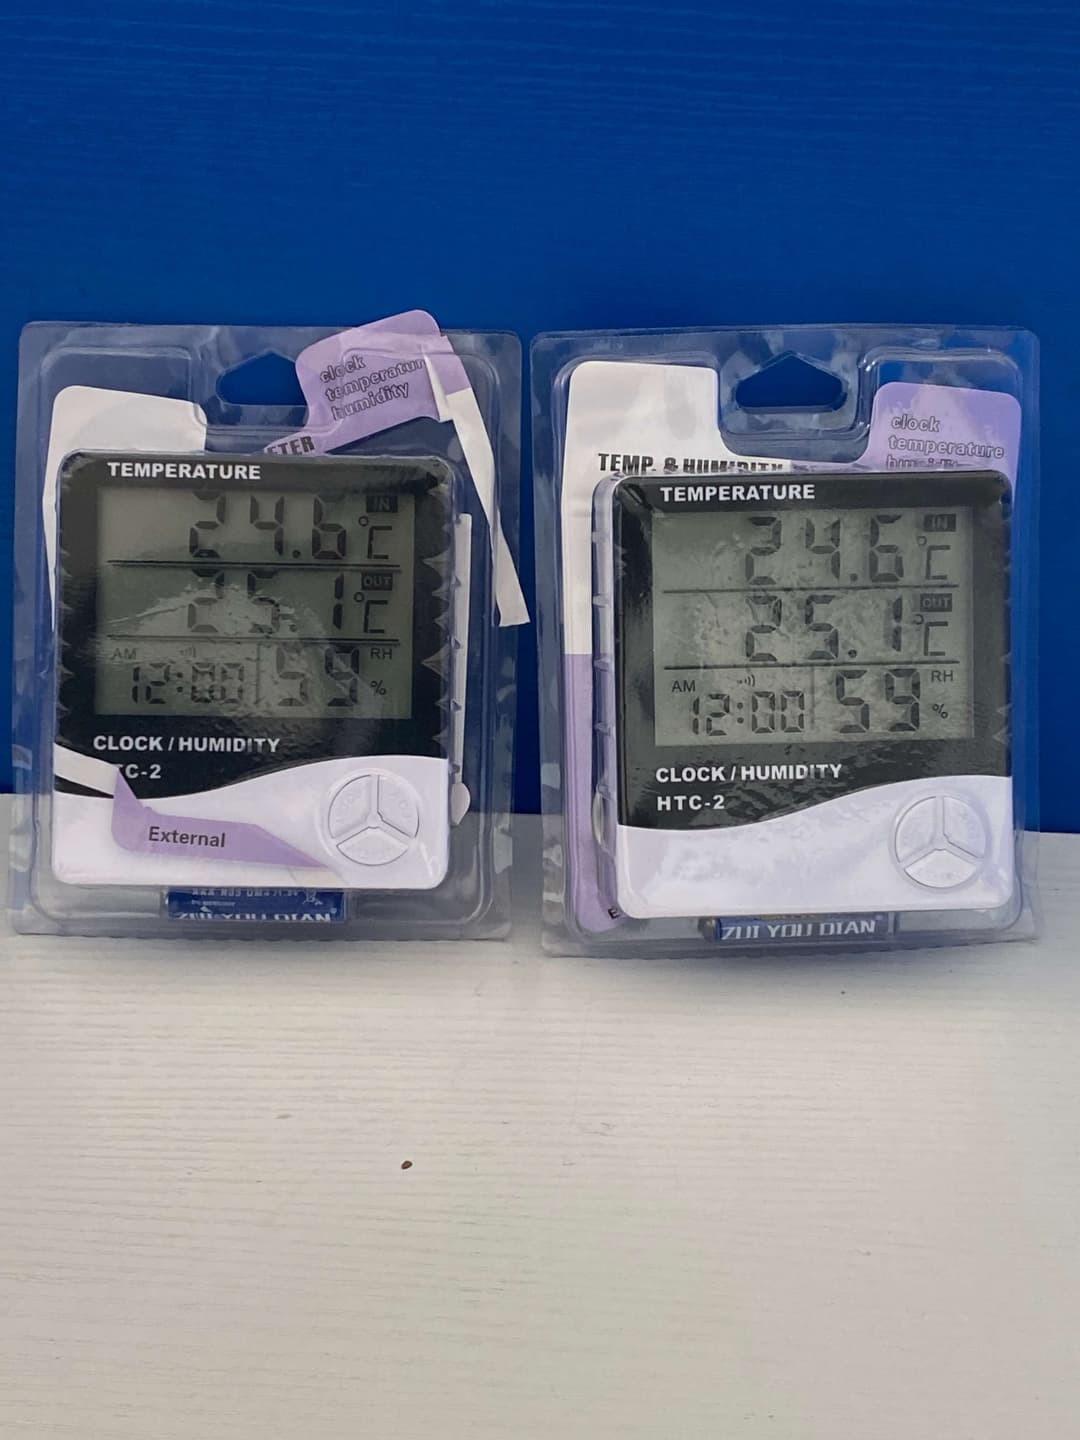 clock
temperatur
humidity
ETER
TEMPERATURE
24.6 °C IN
25.1 °C OUT
AM 12:00 59 RH %
CLOCK / HUMIDITY
TC-2
External
ZUI YOU DIAN
clock
temperature
TEMP. & HUMIDITY
TEMPERATURE
24.6 °C IN
25.1 °C OUT
AM 12:00 59 RH %
CLOCK / HUMIDITY
HTC-2
E
ZUI YOU DIAN